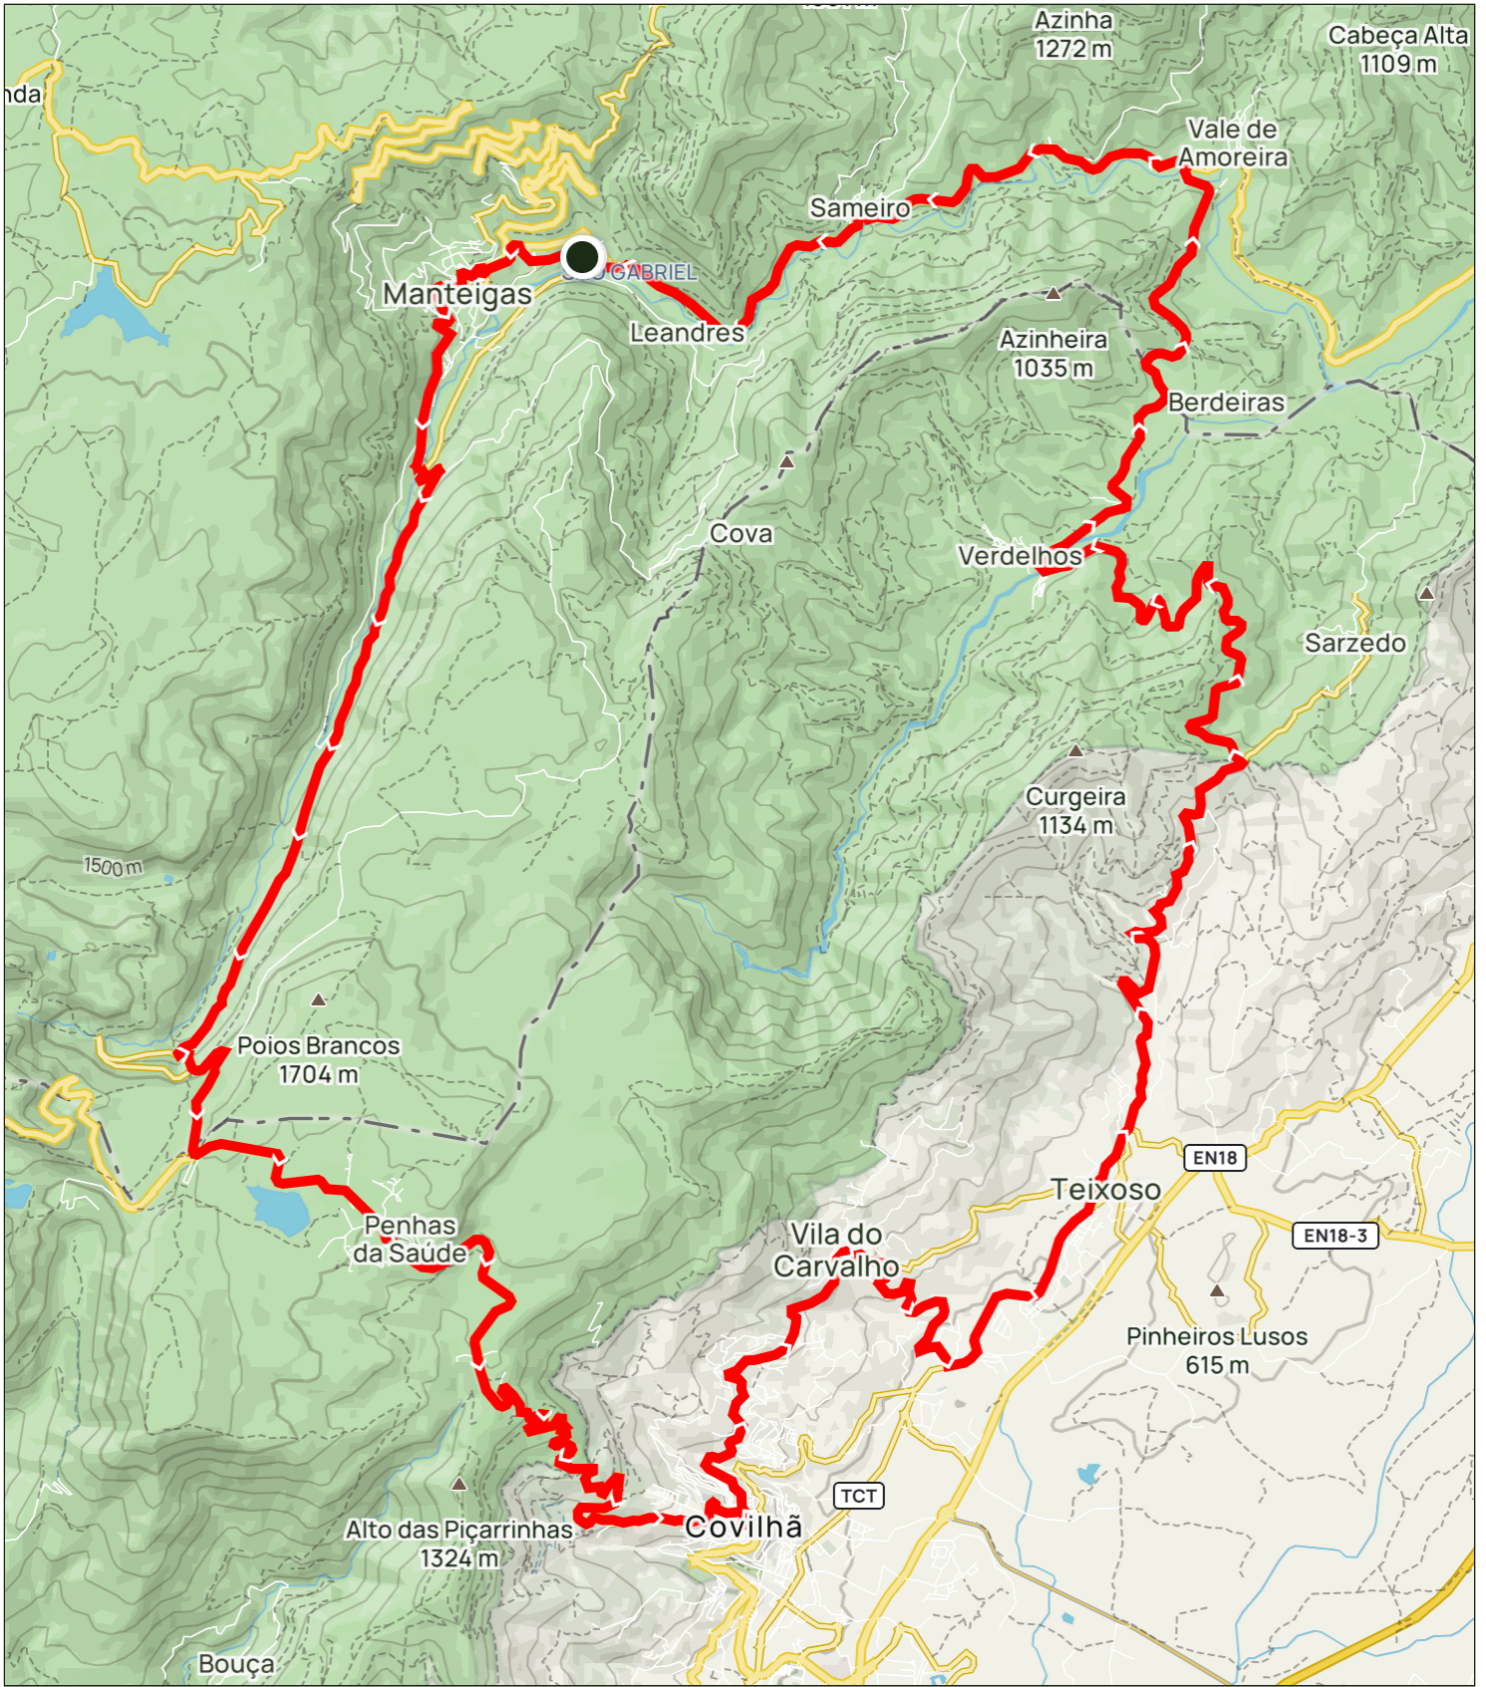 Azinha
1272 m
Cabeça Alta
1109 m
nda
Vale de
Amoreira
Sameiro
GABRIEL
Manteigas
Leandres
Azinheira
1035 m
Berdeiras
Cova
Verdelhos
Sarzedo
Curgeira
1134 m
1500 m
Poios Brancos
1704 m
EN18
Teixoso
Penhas
da Saúde
Vila do
Carvalho
EN18-3
Pinheiros Lusos
615 m
TCT
Covilhã
Alto das Piçarrinhas
1324 m
Bouça